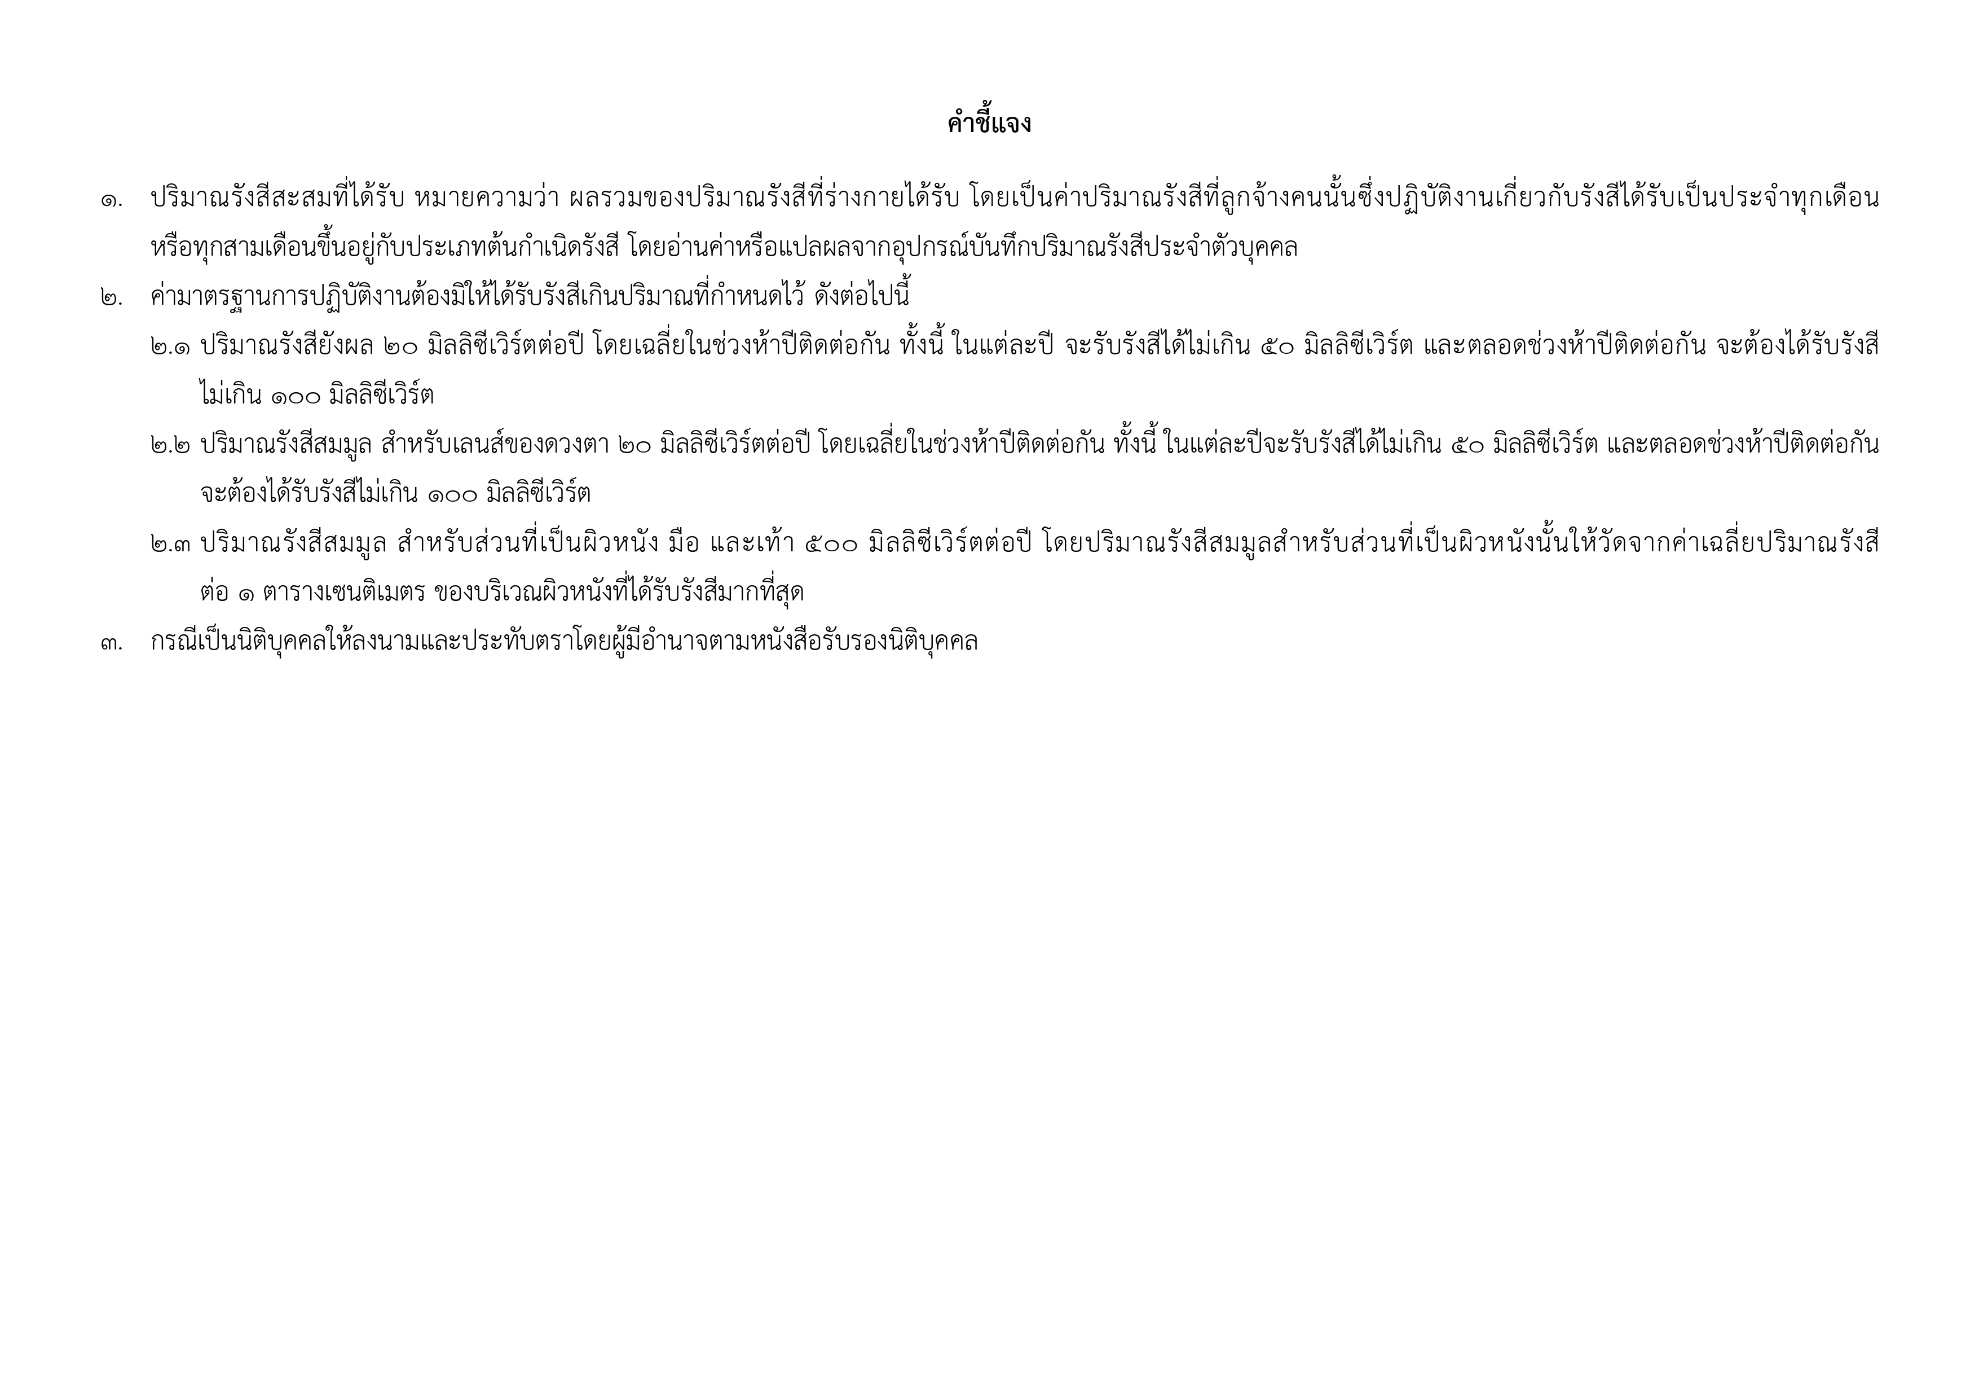 คำชี้แจง
๑. ปริมาณรังสีสะสมที่ได้รับ หมายความว่า ผลรวมของปริมาณรังสีที่ร่างกายได้รับ โดยเป็นค่าปริมาณรังสีที่ลูกจ้างคนนั้นซึ่งปฏิบัติงานเกี่ยวกับรังสีได้รับเป็นประจำทุกเดือน
หรือทุกสามเดือนขึ้นอยู่กับประเภทต้นกำเนิดรังสี โดยอ่านค่าหรือแปลผลจากอุปกรณ์บันทึกปริมาณรังสีประจำตัวบุคคล
๒. ค่ามาตรฐานการปฏิบัติงานต้องมิให้ได้รับรังสีเกินปริมาณที่กำหนดไว้ ดังต่อไปนี้
๒.๑ ปริมาณรังสียังผล ๒๐ มิลลิซีเวิร์ตต่อปี โดยเฉลี่ยในช่วงห้าปีติดต่อกัน ทั้งนี้ ในแต่ละปี จะรับรังสีได้ไม่เกิน ๕๐ มิลลิซีเวิร์ต และตลอดช่วงห้าปีติดต่อกัน จะต้องได้รับรังสี
ไม่เกิน ๑๐๐ มิลลิซีเวิร์ต
๒.๒ ปริมาณรังสีสมมูล สำหรับเลนส์ของดวงตา ๒๐ มิลลิซีเวิร์ตต่อปี โดยเฉลี่ยในช่วงห้าปีติดต่อกัน ทั้งนี้ ในแต่ละปีจะรับรังสีได้ไม่เกิน ๕๐ มิลลิซีเวิร์ต และตลอดช่วงห้าปีติดต่อกัน
จะต้องได้รับรังสีไม่เกิน ๑๐๐ มิลลิซีเวิร์ต
๒.๓ ปริมาณรังสีสมมูล สำหรับส่วนที่เป็นผิวหนัง มือ และเท้า ๕๐๐ มิลลิซีเวิร์ตต่อปี โดยปริมาณรังสีสมมูลสำหรับส่วนที่เป็นผิวหนังนั้นให้วัดจากค่าเฉลี่ยปริมาณรังสี
ต่อ ๑ ตารางเซนติเมตร ของบริเวณผิวหนังที่ได้รับรังสีมากที่สุด
๓. กรณีเป็นนิติบุคคลให้ลงนามและประทับตราโดยผู้มีอำนาจตามหนังสือรับรองนิติบุคคล